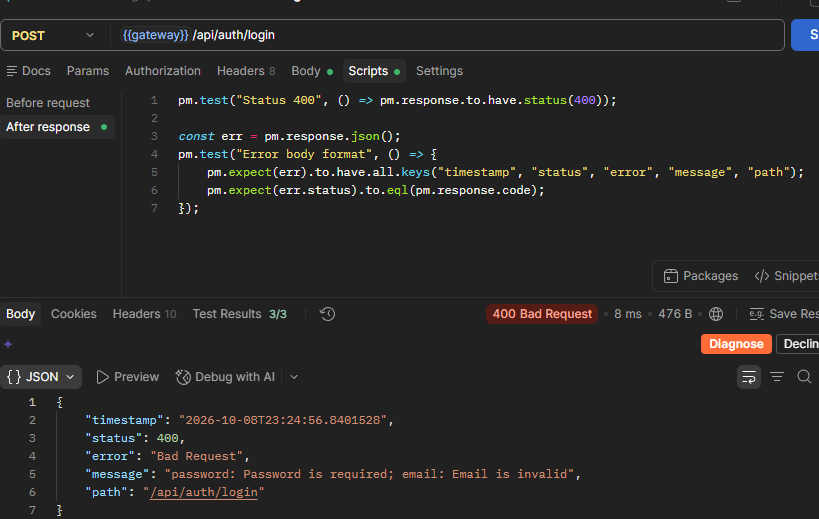 POST {{gateway}} /api/auth/login
Docs Params Authorization Headers 8 Body Scripts Settings
Before request
After response
1 pm.test("Status 400", () => pm.response.to.have.status(400));
2
3 const err = pm.response.json();
4 pm.test("Error body format", () => {
5 pm.expect(err).to.have.all.keys("timestamp", "status", "error", "message", "path");
6 pm.expect(err.status).to.eql(pm.response.code);
7 });
Packages </> Snippet
Body Cookies Headers 10 Test Results 3/3 400 Bad Request • 8 ms • 476 B e.g. Save Res
Diagnose Declin
{} JSON Preview Debug with AI
1 {
2 "timestamp": "2026-10-08T23:24:56.8401528",
3 "status": 400,
4 "error": "Bad Request",
5 "message": "password: Password is required; email: Email is invalid",
6 "path": "/api/auth/login"
7 }